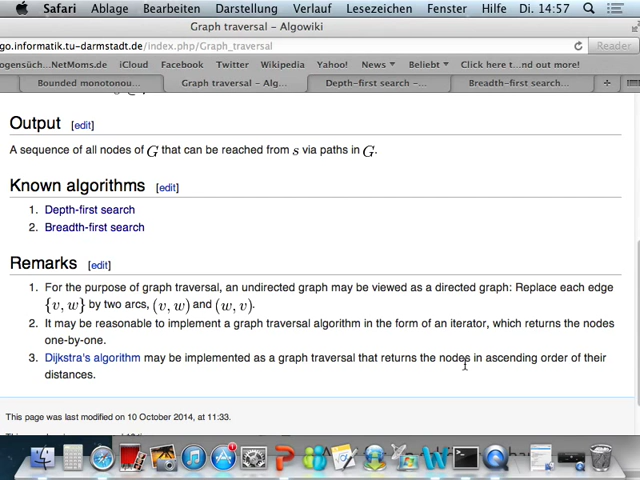 Safari Ablage Bearbeiten Darstellung Verlauf Lesezeichen Fenster Hilfe Di. 14:57
Graph traversal – Algowiki
go.informatik.tu-darmstadt.de/index.php/Graph_traversal Reader
iCloud Facebook Twitter Wikipedia Yahoo! News Beliebt
Bounded monotonou... Graph traversal – Alg... Depth-first search –... Breadth-first search...
Output [edit]
A sequence of all nodes of G that can be reached from s via paths in G.
Known algorithms [edit]
1. Depth-first search
2. Breadth-first search
Remarks [edit]
1. For the purpose of graph traversal, an undirected graph may be viewed as a directed graph: Replace each edge
{v, w} by two arcs, (v, w) and (w, v).
2. It may be reasonable to implement a graph traversal algorithm in the form of an iterator, which returns the nodes
one-by-one.
3. Dijkstra's algorithm may be implemented as a graph traversal that returns the nodes in ascending order of their
distances.
This page was last modified on 10 October 2014, at 11:33.